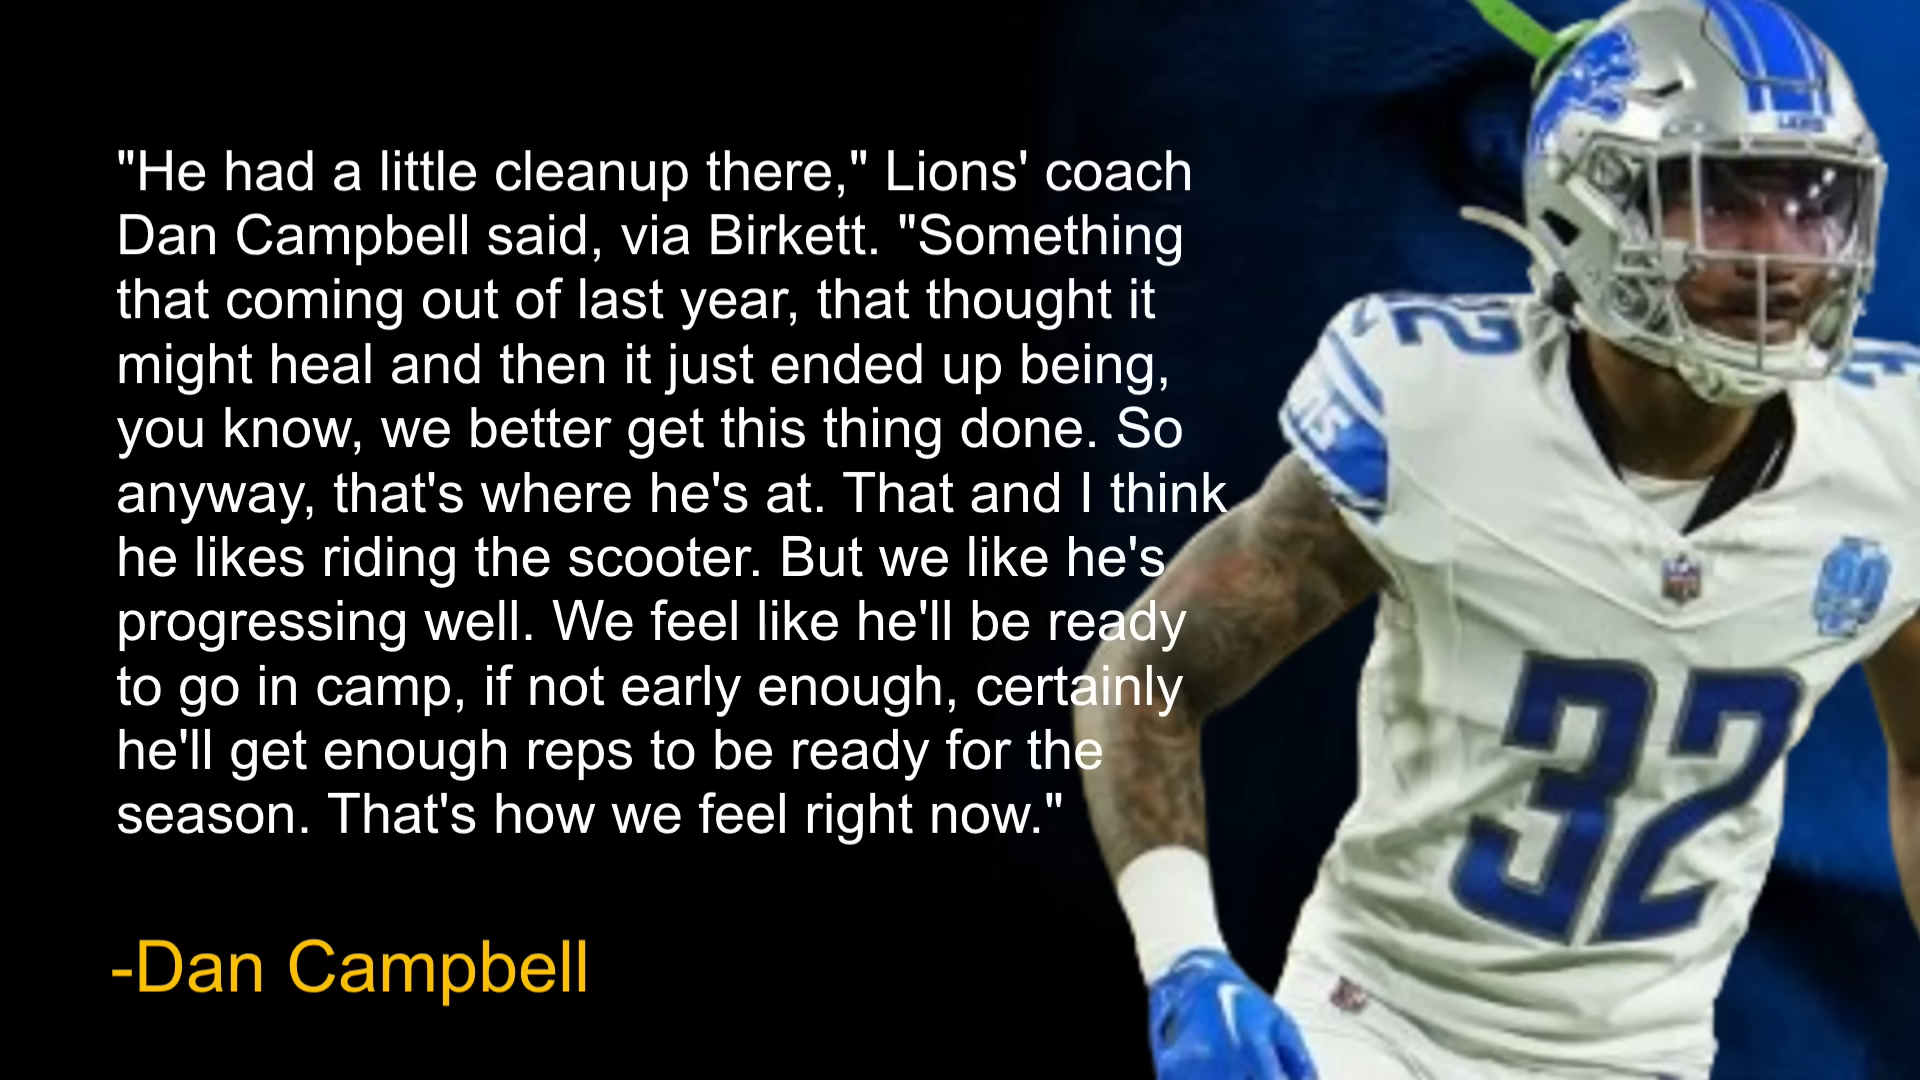 "He had a little cleanup there," Lions' coach
Dan Campbell said, via Birkett. "Something
that coming out of last year, that thought it
might heal and then it just ended up being,
you know, we better get this thing done. So
anyway, that's where he's at. That and I think
he likes riding the scooter. But we like he's
progressing well. We feel like he'll be ready
to go in camp, if not early enough, certainly
he'll get enough reps to be ready for the
season. That's how we feel right now."
-Dan Campbell
32
32